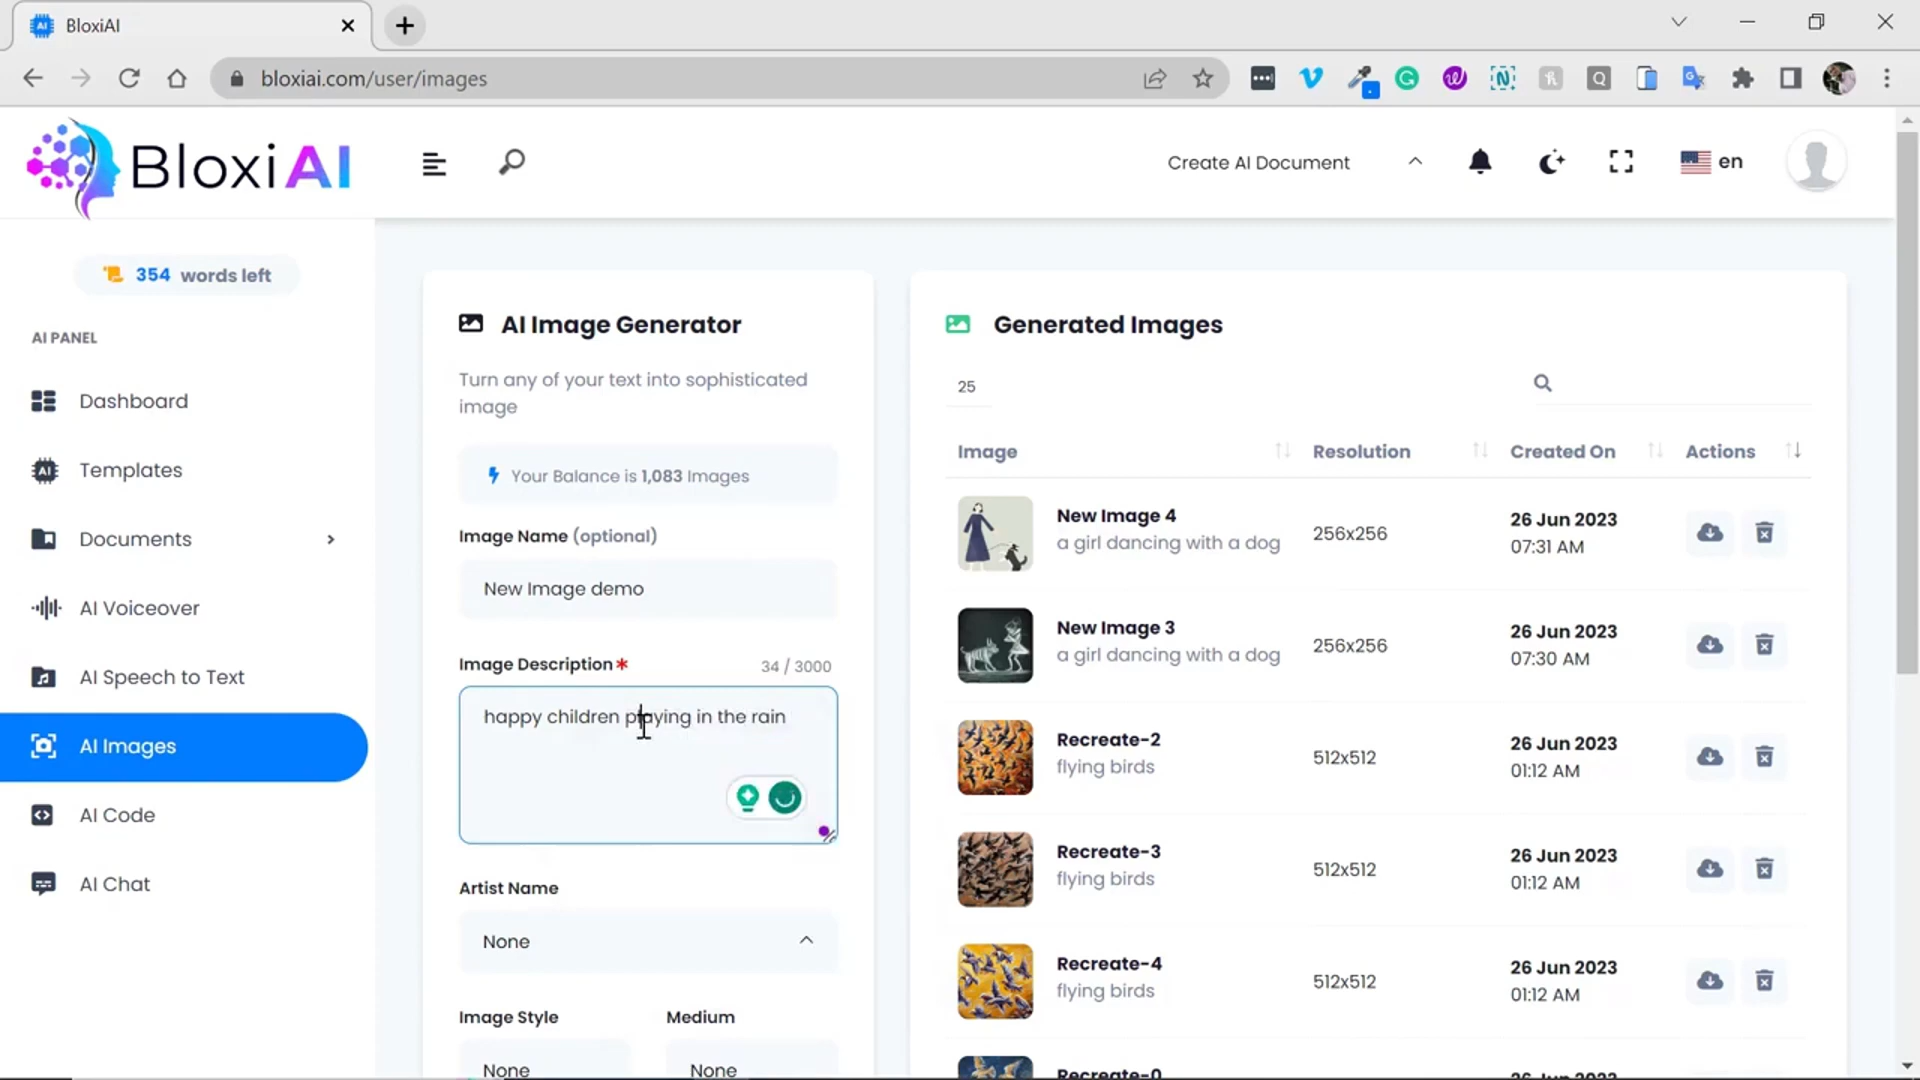 BloxiAI
bloxiai.com/user/images
BloxiAI
Create AI Document
en
354 words left
AI PANEL
Dashboard
Templates
Documents
AI Voiceover
AI Speech to Text
AI Images
AI Code
AI Chat
AI Image Generator
Turn any of your text into sophisticated
image
Your Balance is 1,083 Images
Image Name (optional)
New Image demo
Image Description* 34 / 3000
happy children playing in the rain
Artist Name
None
Image Style Medium
None None
Generated Images
25
Image Resolution Created On Actions
New Image 4
a girl dancing with a dog
256x256
26 Jun 2023
07:31 AM
New Image 3
a girl dancing with a dog
256x256
26 Jun 2023
07:30 AM
Recreate-2
flying birds
512x512
26 Jun 2023
01:12 AM
Recreate-3
flying birds
512x512
26 Jun 2023
01:12 AM
Recreate-4
flying birds
512x512
26 Jun 2023
01:12 AM
Recreate-0
26 Jun 2023